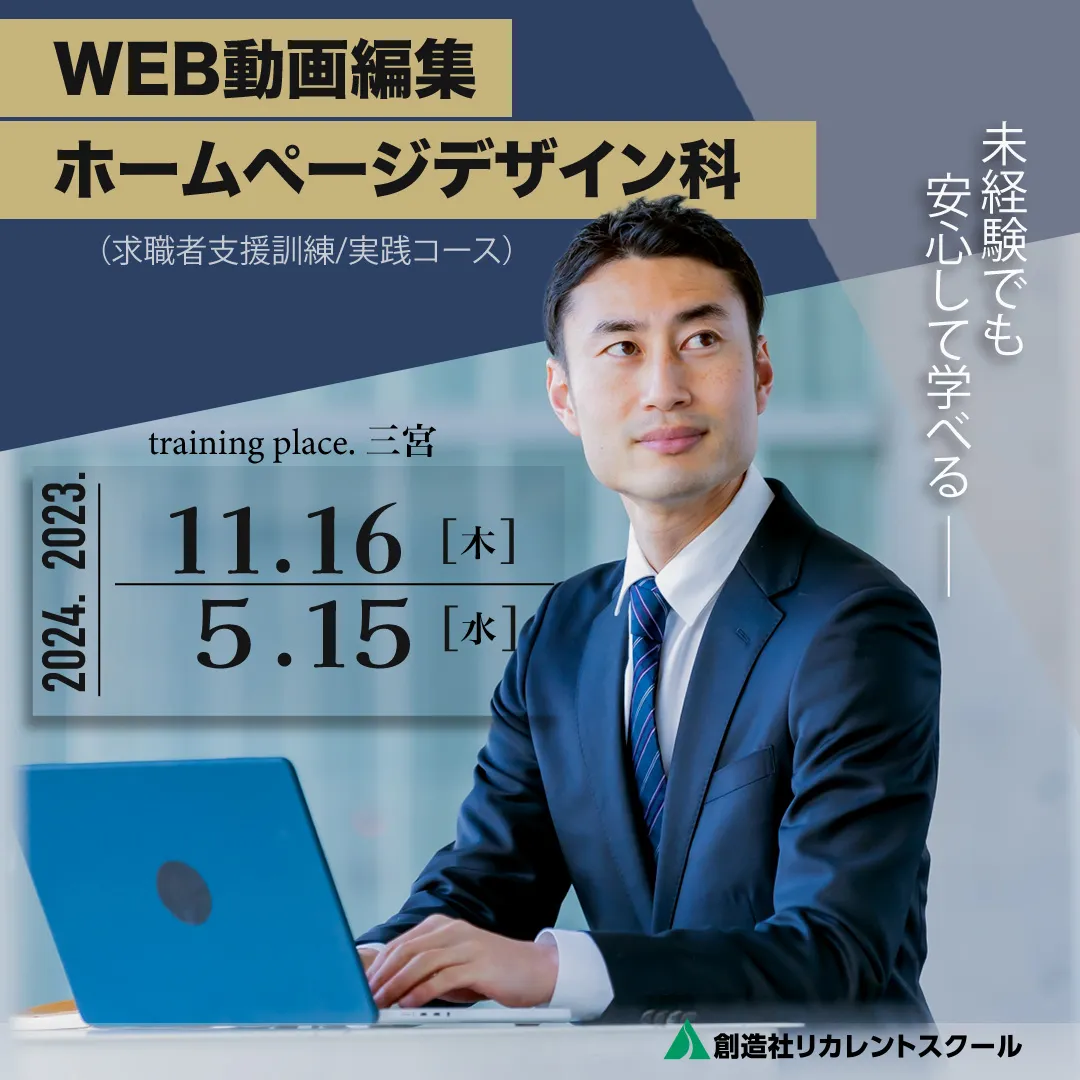 WEB動画編集
ホームページデザイン科
（求職者支援訓練/実践コース）
未経験でも
安心して学べる
training place. 三宮
2023.
11.16 [木]
2024.
5.15 [水]
創造社リカレントスクール